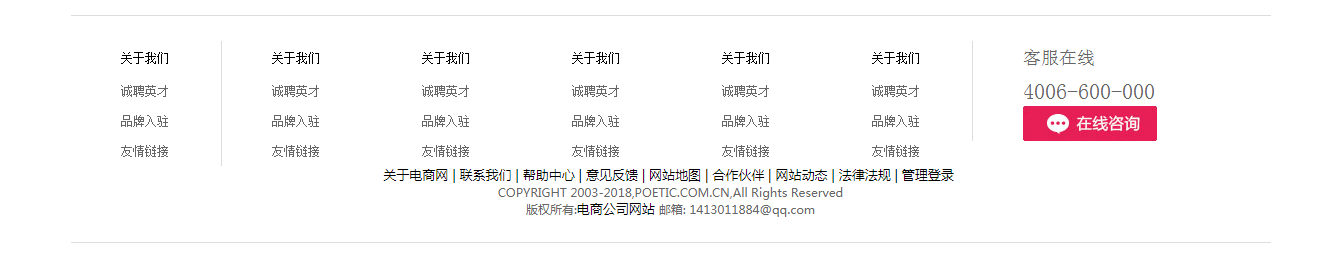 关于我们 关于我们 关于我们 关于我们 关于我们 关于我们 客服在线
诚聘英才 诚聘英才 诚聘英才 诚聘英才 诚聘英才 诚聘英才 4006-600-000
品牌入驻 品牌入驻 品牌入驻 品牌入驻 品牌入驻 品牌入驻 在线咨询
友情链接 友情链接 友情链接 友情链接 友情链接 友情链接
关于电商网 | 联系我们 | 帮助中心 | 意见反馈 | 网站地图 | 合作伙伴 | 网站动态 | 法律法规 | 管理登录
COPYRIGHT 2003-2018,POETIC.COM.CN,All Rights Reserved
版权所有:电商公司网站 邮箱: 1413011884@qq.com